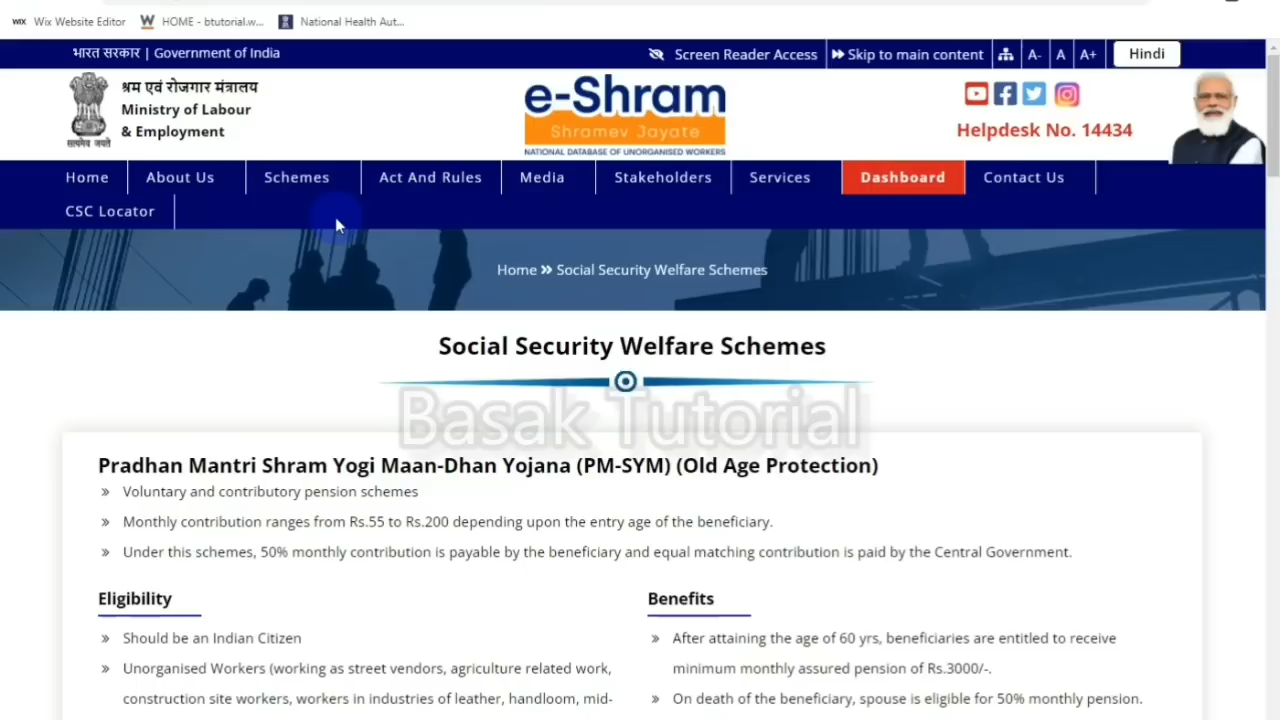 WIX Wix Website Editor W HOME - btutorial.w... National Health Aut...
भारत सरकार | Government of India Screen Reader Access Skip to main content A- A A+ Hindi
श्रम एवं रोजगार मंत्रालय
Ministry of Labour
& Employment
सत्यमेव जयते
e-Shram
Shramev Jayate
NATIONAL DATABASE OF UNORGANISED WORKERS
Helpdesk No. 14434
Home About Us Schemes Act And Rules Media Stakeholders Services Dashboard Contact Us
CSC Locator
Home » Social Security Welfare Schemes
Social Security Welfare Schemes
Basak Tutorial
Pradhan Mantri Shram Yogi Maan-Dhan Yojana (PM-SYM) (Old Age Protection)
» Voluntary and contributory pension schemes
» Monthly contribution ranges from Rs.55 to Rs.200 depending upon the entry age of the beneficiary.
» Under this schemes, 50% monthly contribution is payable by the beneficiary and equal matching contribution is paid by the Central Government.
Eligibility
» Should be an Indian Citizen
» Unorganised Workers (working as street vendors, agriculture related work,
construction site workers, workers in industries of leather, handloom, mid-
Benefits
» After attaining the age of 60 yrs, beneficiaries are entitled to receive
minimum monthly assured pension of Rs.3000/-.
» On death of the beneficiary, spouse is eligible for 50% monthly pension.